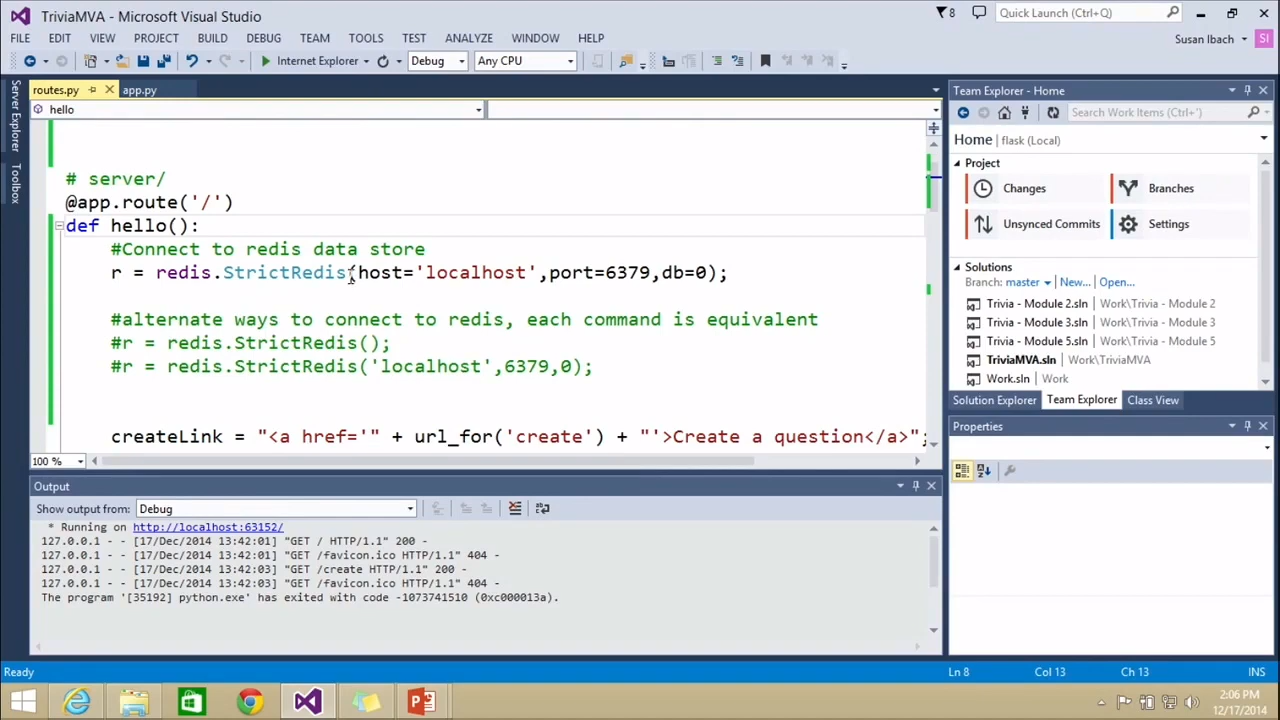 TriviaMVA - Microsoft Visual Studio
8
Quick Launch (Ctrl+Q)
FILE EDIT VIEW PROJECT BUILD DEBUG TEAM TOOLS TEST ANALYZE WINDOW HELP
Susan Ibach SI
Internet Explorer Debug Any CPU
Server Explorer
Toolbox
routes.py app.py
hello
# server/
@app.route('/')
def hello():
#Connect to redis data store
r = redis.StrictRedis(host='localhost',port=6379,db=0);
#alternate ways to connect to redis, each command is equivalent
#r = redis.StrictRedis();
#r = redis.StrictRedis('localhost',6379,0);
createLink = "<a href='" + url_for('create') + "'>Create a question</a>";
100 %
Output
Show output from: Debug
* Running on http://localhost:63152/
127.0.0.1 - - [17/Dec/2014 13:42:01] "GET / HTTP/1.1" 200 -
127.0.0.1 - - [17/Dec/2014 13:42:01] "GET /favicon.ico HTTP/1.1" 404 -
127.0.0.1 - - [17/Dec/2014 13:42:03] "GET /create HTTP/1.1" 200 -
127.0.0.1 - - [17/Dec/2014 13:42:03] "GET /favicon.ico HTTP/1.1" 404 -
The program '[35192] python.exe' has exited with code -1073741510 (0xc000013a).
Team Explorer - Home
Search Work Items (Ctrl+')
Home | flask (Local)
Project
Changes Branches
Unsynced Commits Settings
Solutions
Branch: master | New... | Open...
Trivia - Module 2.sln | Work\Trivia - Module 2
Trivia - Module 3.sln | Work\Trivia - Module 3
Trivia - Module 5.sln | Work\Trivia - Module 5
TriviaMVA.sln | Work\TriviaMVA
Work.sln | Work
Solution Explorer Team Explorer Class View
Properties
Ready Ln 8 Col 13 Ch 13 INS
2:06 PM
12/17/2014